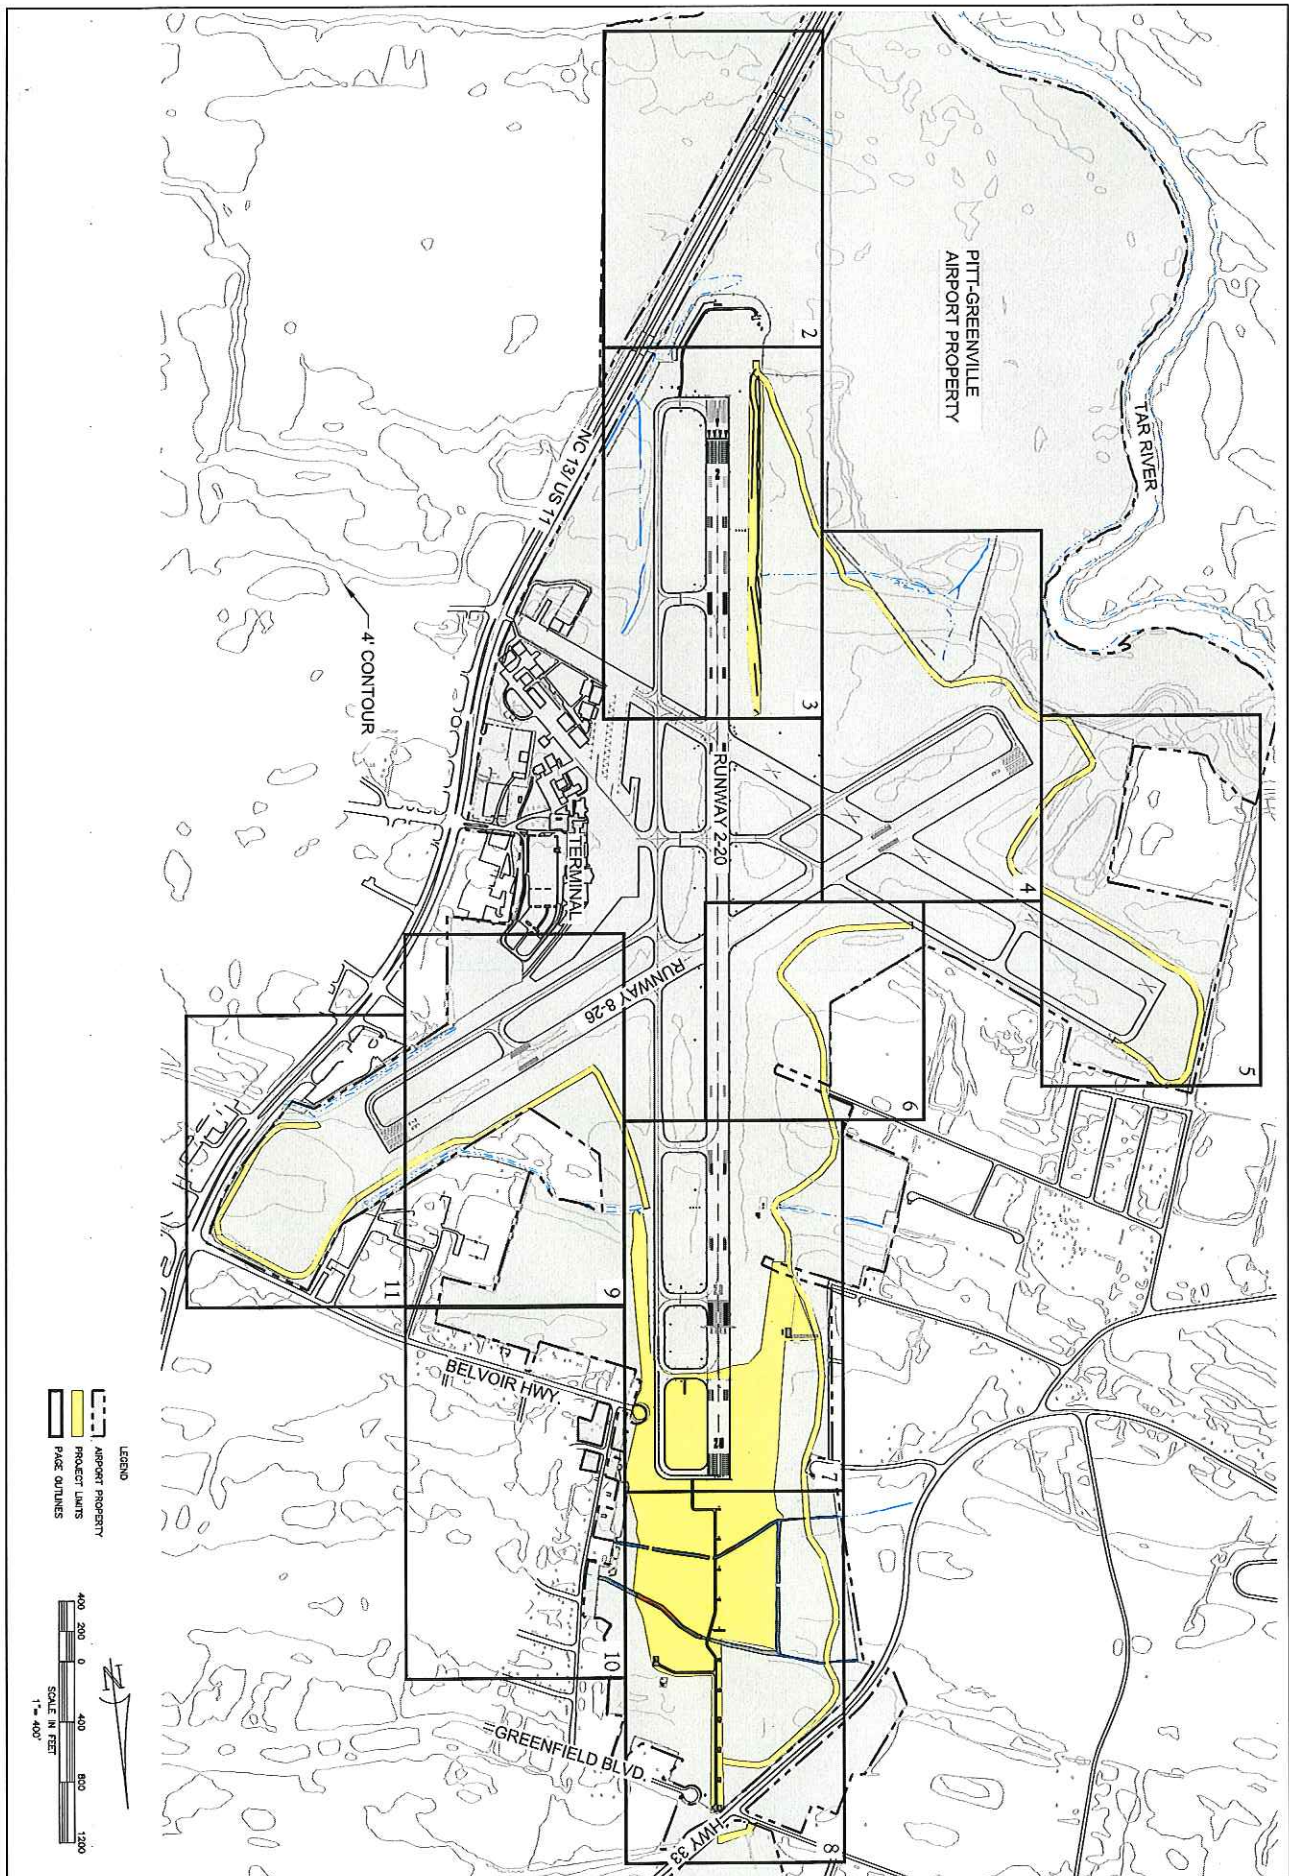 PITT-GREENVILLE
AIRPORT PROPERTY
TAR RIVER
2
NC 13/ US 11
4' CONTOUR
3
RUNWAY 2-20
TERMINAL
4
5
RUNWAY 8-26
6
9
11
BELVOIR HWY.
7
10
GREENFIELD BLVD.
HWY 33
8
2
20
LEGEND
AIRPORT PROPERTY
PROJECT LIMITS
PAGE OUTLINES
N
400 200 0 400 800 1200
SCALE IN FEET
1"= 400'